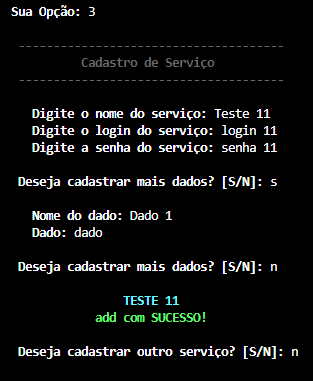 Sua Opção: 3
----------------------------------
Cadastro de Serviço
----------------------------------
Digite o nome do serviço: Teste 11
Digite o login do serviço: login 11
Digite a senha do serviço: senha 11
Deseja cadastrar mais dados? [S/N]: s
Nome do dado: Dado 1
Dado: dado
Deseja cadastrar mais dados? [S/N]: n
TESTE 11
add com SUCESSO!
Deseja cadastrar outro serviço? [S/N]: n